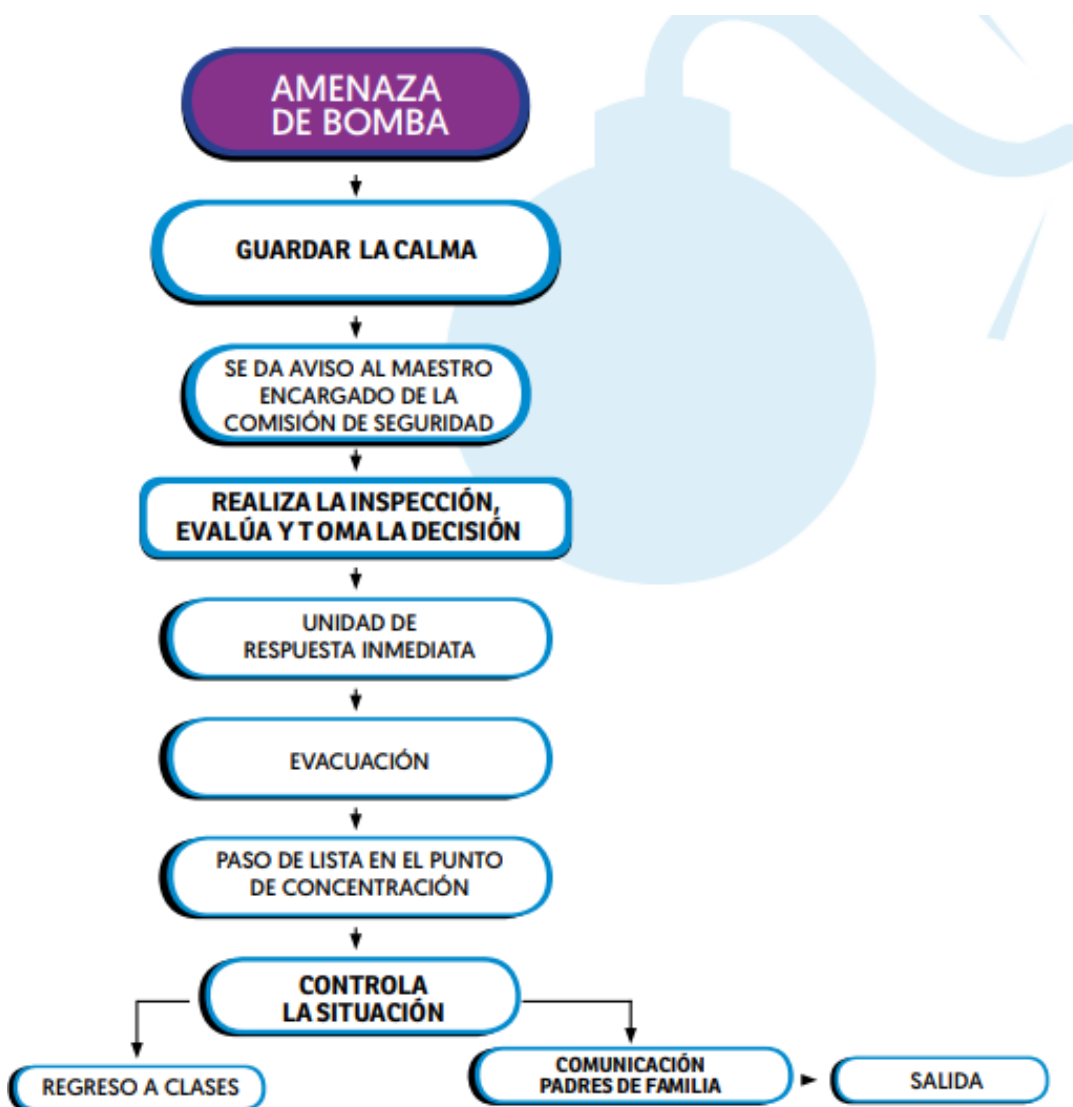 AMENAZA
DE BOMBA
GUARDAR LA CALMA
SE DA AVISO AL MAESTRO
ENCARGADO DE LA
COMISIÓN DE SEGURIDAD
REALIZA LA INSPECCIÓN,
EVALÚA Y T OMA LA DECISIÓN
UNIDAD DE
RESPUESTA INMEDIATA
EVACUACIÓN
PASO DE LISTA EN EL PUNTO
DE CONCENTRACIÓN
CONTROLA
LA SITUACIÓN
REGRESO A CLASES
COMUNICACIÓN
PADRES DE FAMILIA
SALIDA